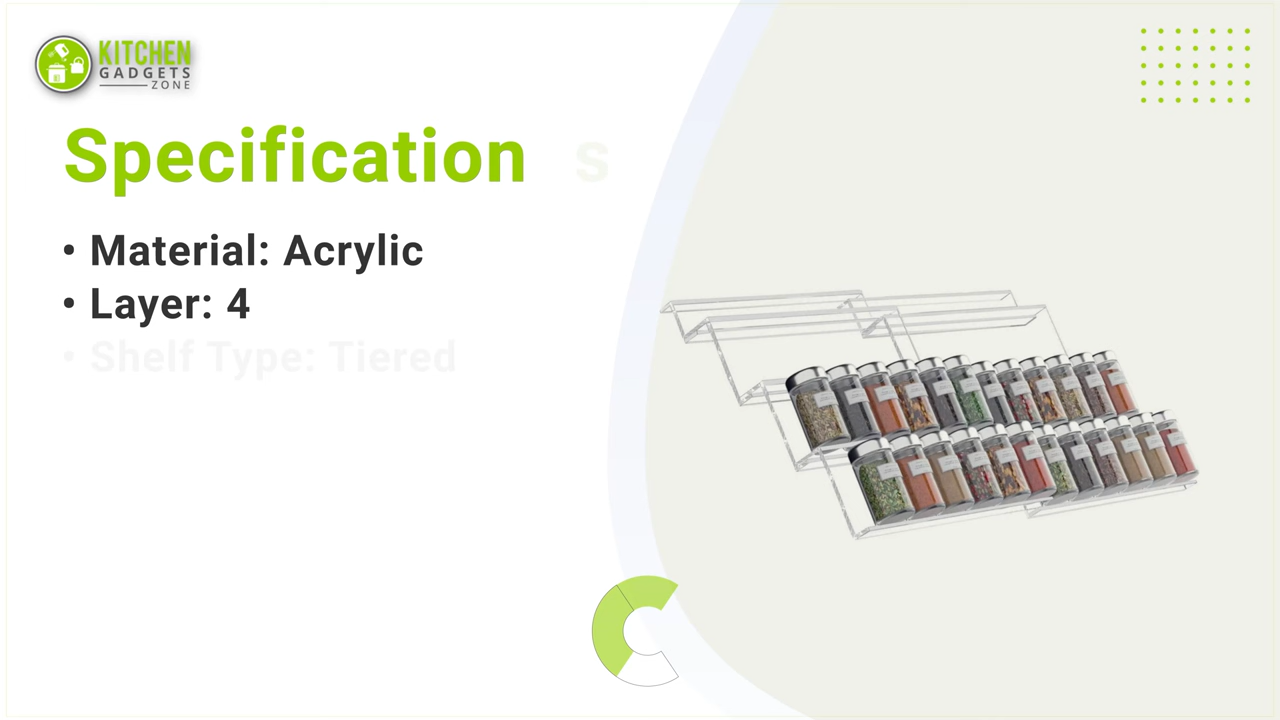 KITCHEN
GADGETS
ZONE
Specification s
• Material: Acrylic
• Layer: 4
• Shelf Type: Tiered